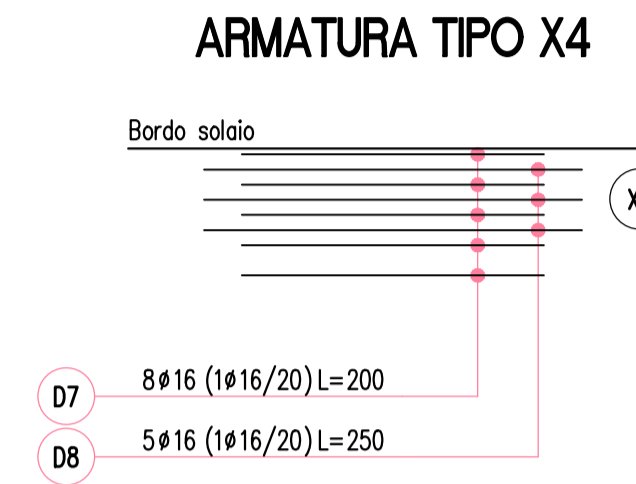 ARMATURA TIPO X4
Bordo solaio
X
D7 8ø16 (1ø16/20) L=200
D8 5ø16 (1ø16/20) L=250